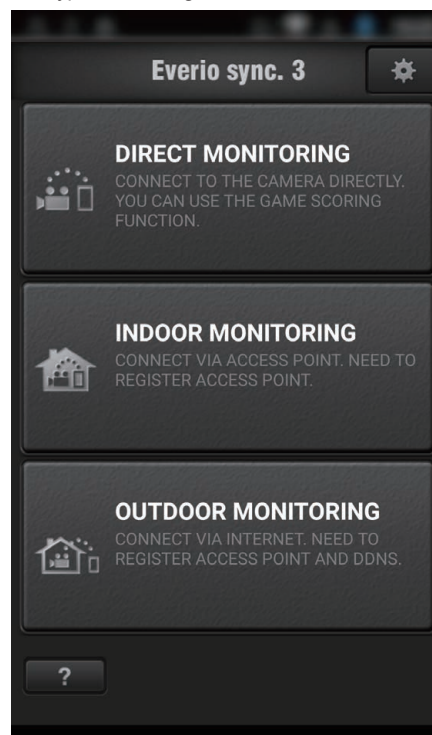 Everio sync. 3
DIRECT MONITORING
CONNECT TO THE CAMERA DIRECTLY.
YOU CAN USE THE GAME SCORING
FUNCTION.
INDOOR MONITORING
CONNECT VIA ACCESS POINT. NEED TO
REGISTER ACCESS POINT.
OUTDOOR MONITORING
CONNECT VIA INTERNET. NEED TO
REGISTER ACCESS POINT AND DDNS.
?